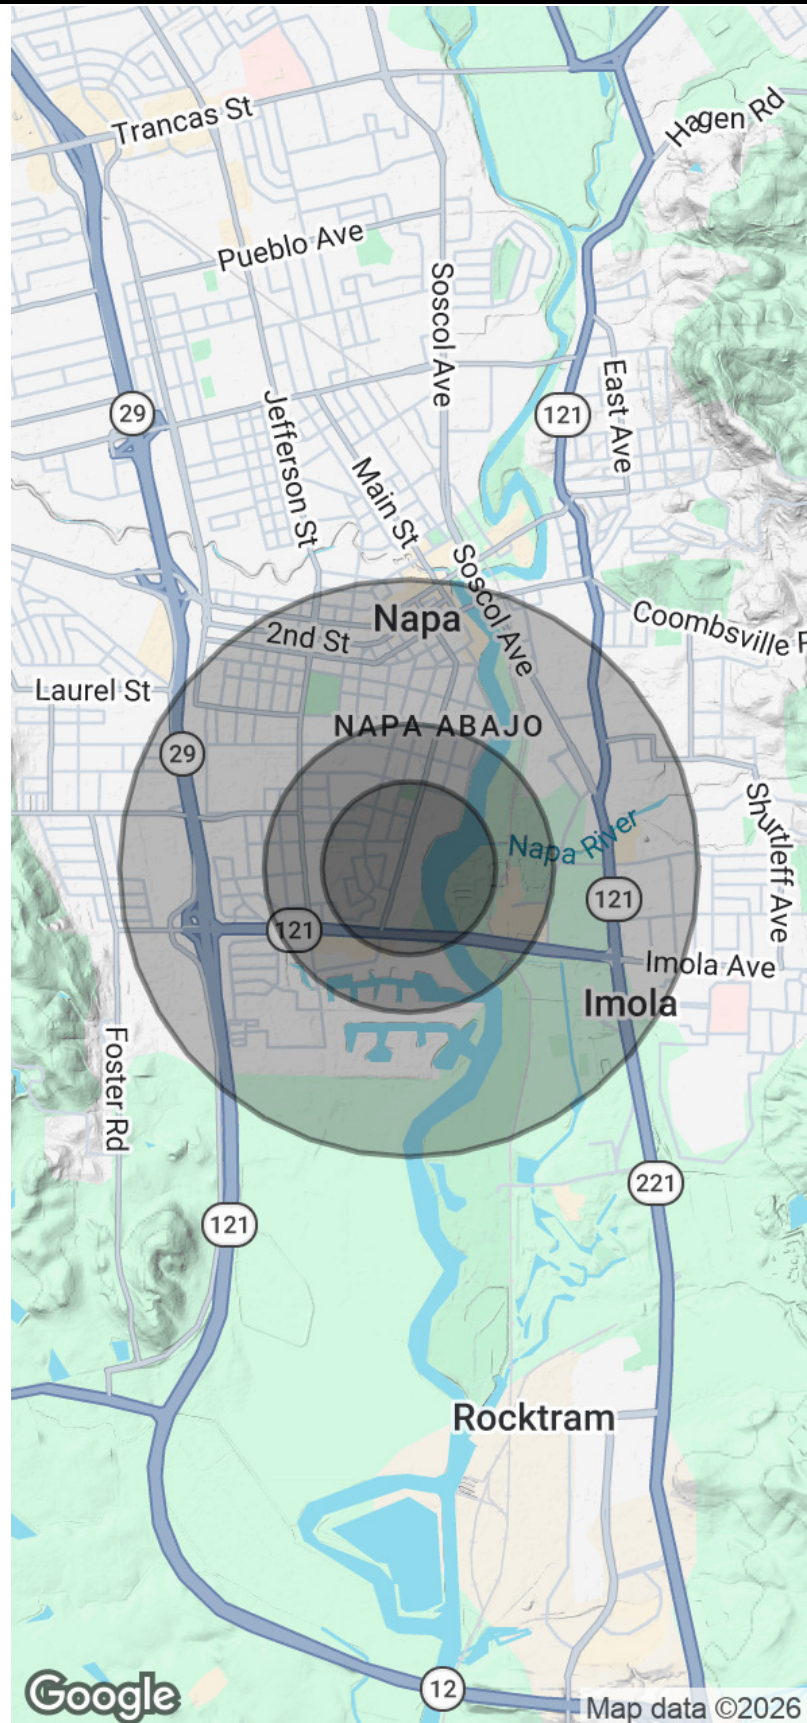 Trancas St
Hagen Rd
Pueblo Ave
Soscol Ave
29
Jefferson St
Main St
121
East Ave
Soscol Ave
Napa
2nd St
Coombsville
Laurel St
NAPA ABAJO
29
Shurtleff Ave
Napa River
121
121
Imola Ave
Imola
Foster Rd
221
121
Rocktram
12
Google
Map data ©2026